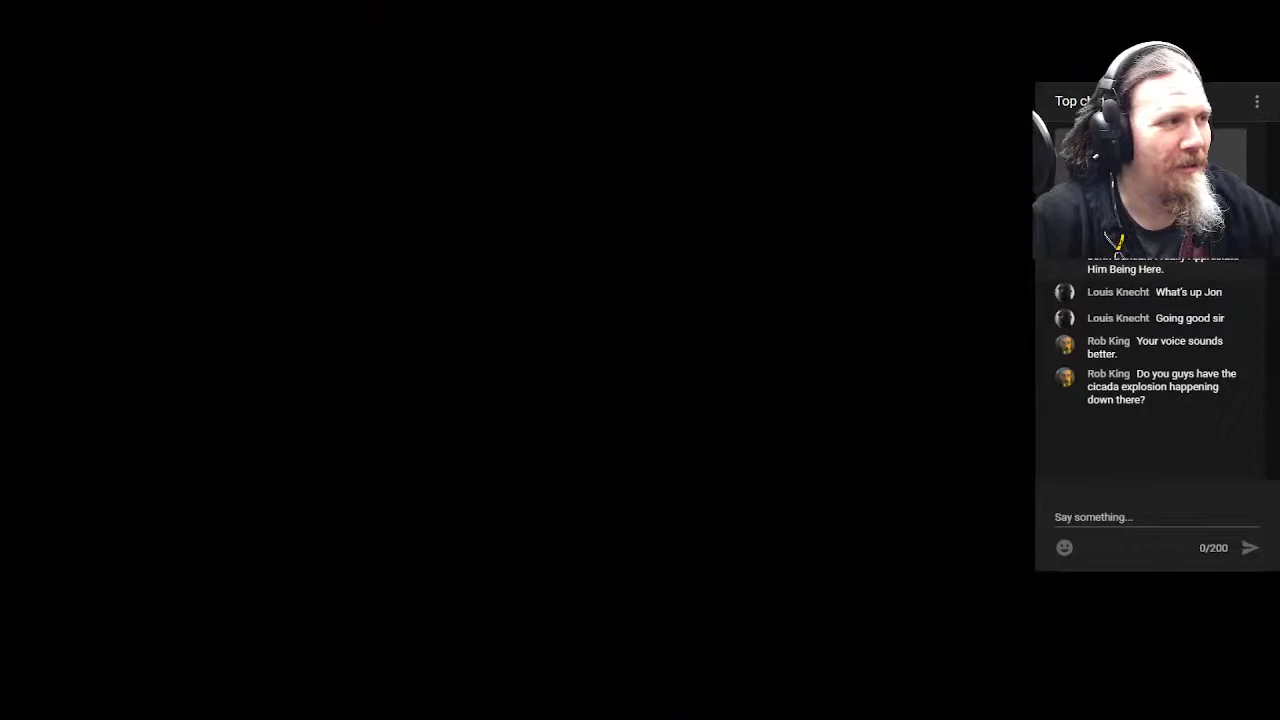 Top
Him Being Here.
Louis Knecht What's up Jon
Louis Knecht Going good sir
Rob King Your voice sounds
better.
Rob King Do you guys have the
cicada explosion happening
down there?
Say something...
0/200